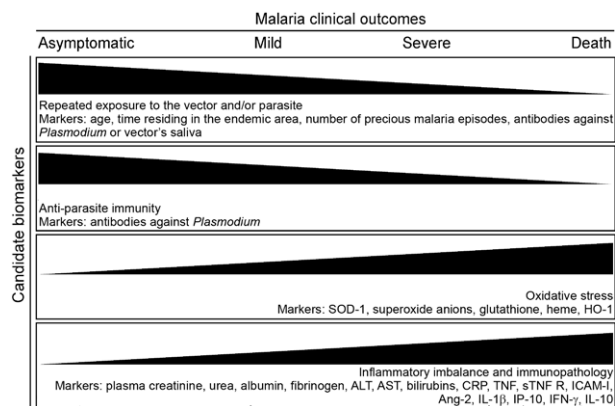 Malaria clinical outcomes
Asymptomatic Mild Severe Death
Candidate biomarkers
Repeated exposure to the vector and/or parasite
Markers: age, time residing in the endemic area, number of precious malaria episodes, antibodies against
Plasmodium or vector's saliva
Anti-parasite immunity
Markers: antibodies against Plasmodium
Oxidative stress
Markers: SOD-1, superoxide anions, glutathione, heme, HO-1
Inflammatory imbalance and immunopathology
Markers: plasma creatinine, urea, albumin, fibrinogen, ALT, AST, bilirubins, CRP, TNF, sTNF R, ICAM-I,
Ang-2, IL-1β, IP-10, IFN-γ, IL-10